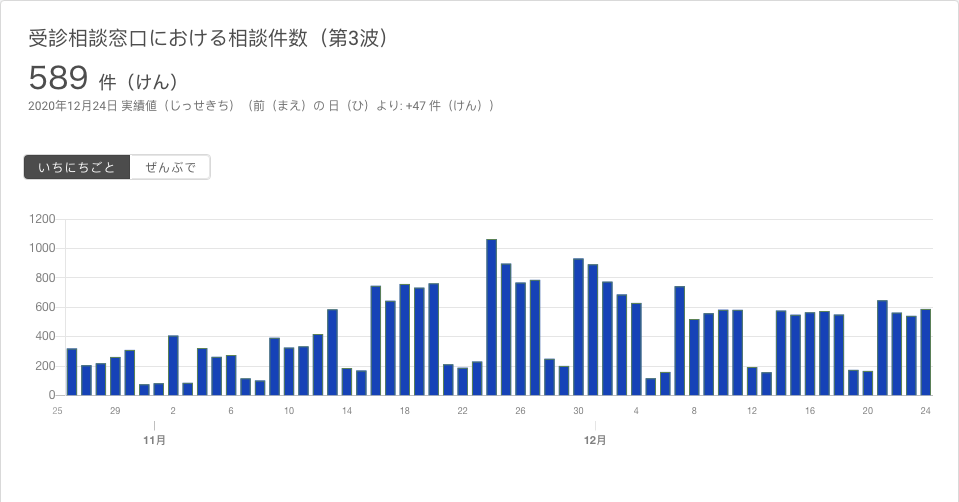 受診相談窓口における相談件数（第3波）
589 件（けん）
2020年12月24日 実績値（じっせきち）（前（まえ）の 日（ひ）より: +47 件（けん））
いちにちごと ぜんぶで
1200
1000
800
600
400
200
0
25 29 2 6 10 14 18 22 26 30 4 8 12 16 20 24
11月 12月